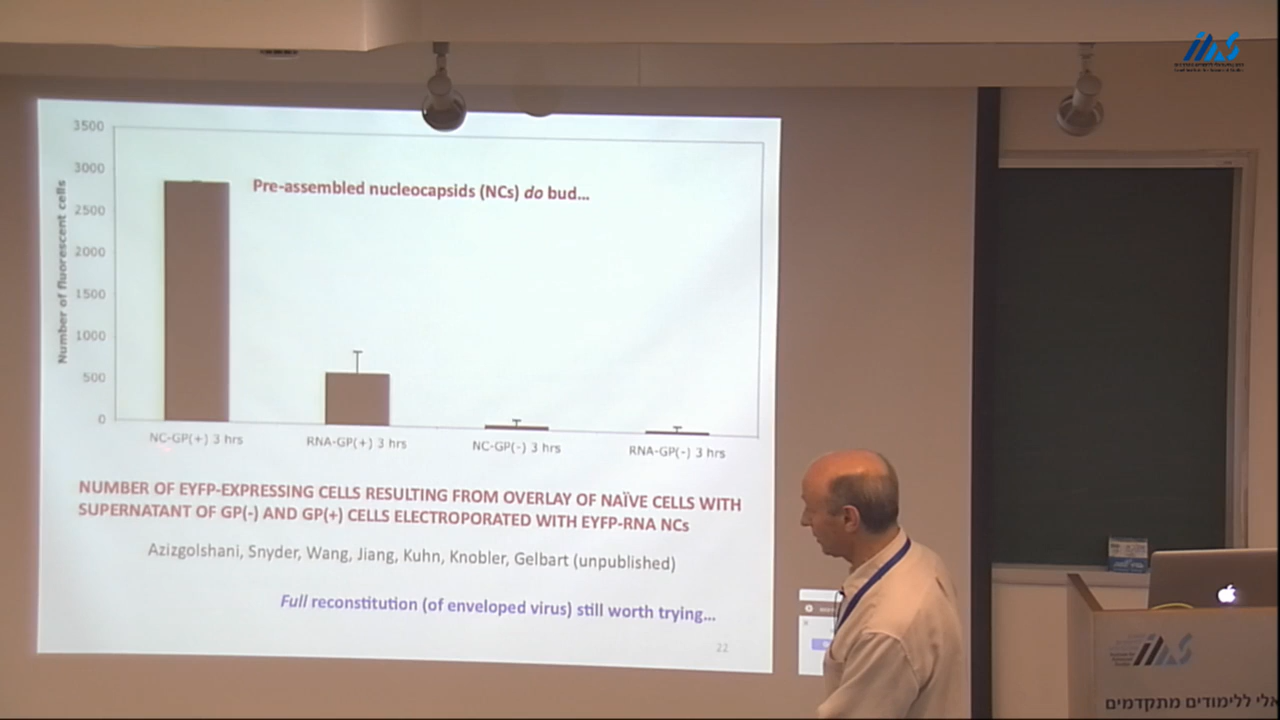 3500
3000
2500
2000
1500
1000
500
0
Number of fluorescent cells
Pre-assembled nucleocapsids (NCs) do bud...
NC-GP(+) 3 hrs
RNA-GP(+) 3 hrs
NC-GP(-) 3 hrs
RNA-GP(-) 3 hrs
NUMBER OF EYFP-EXPRESSING CELLS RESULTING FROM OVERLAY OF NAÏVE CELLS WITH
SUPERNATANT OF GP(-) AND GP(+) CELLS ELECTROPORATED WITH EYFP-RNA NCs
Azizgolshani, Snyder, Wang, Jiang, Kuhn, Knobler, Gelbart (unpublished)
Full reconstitution (of enveloped virus) still worth trying...
22
iias
iias
ללימודים מתקדמים